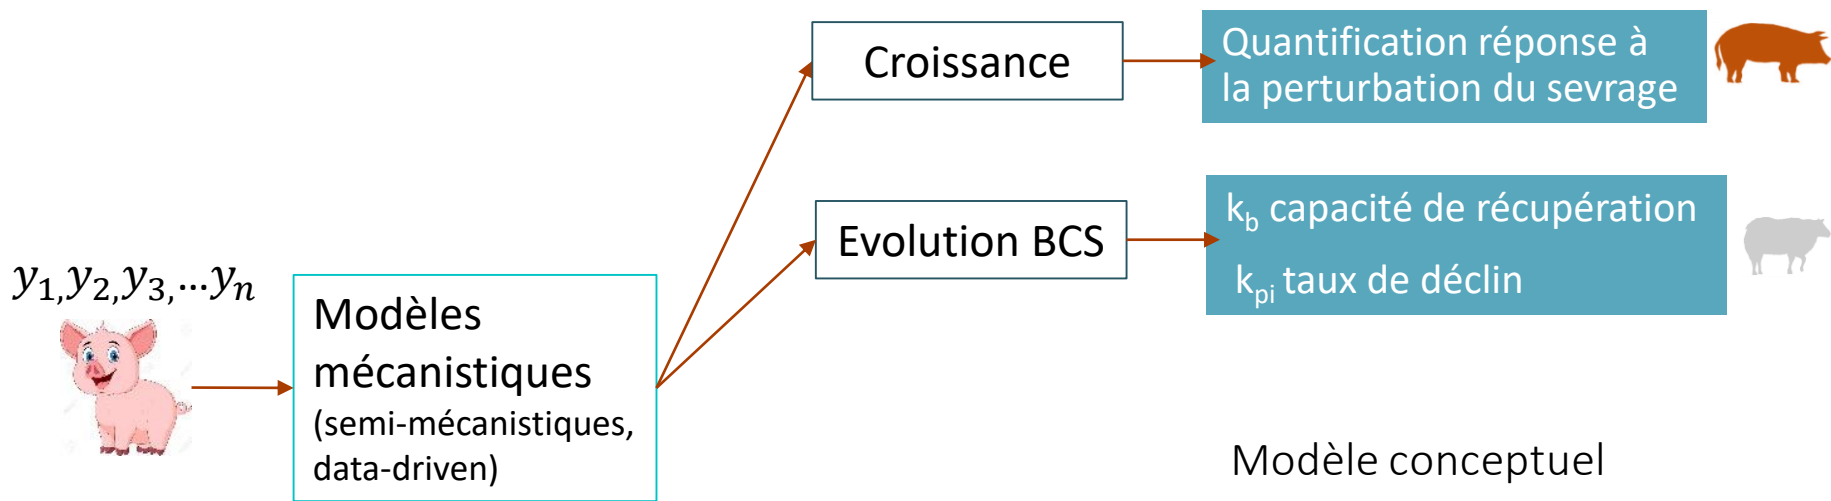 y1,y2,y3,...yn
Modèles
mécanistiques
(semi-mécanistiques,
data-driven)
Croissance
Quantification réponse à
la perturbation du sevrage
Evolution BCS
kb capacité de récupération
kpi taux de déclin
Modèle conceptuel